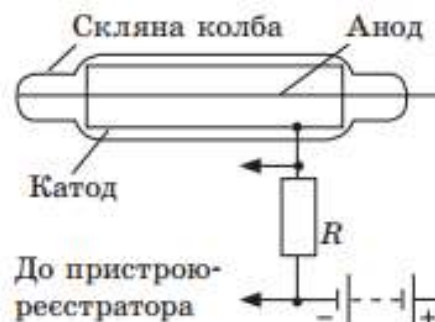 Скляна колба
Анод
Катод
R
До пристрою-
реєстратора
− +